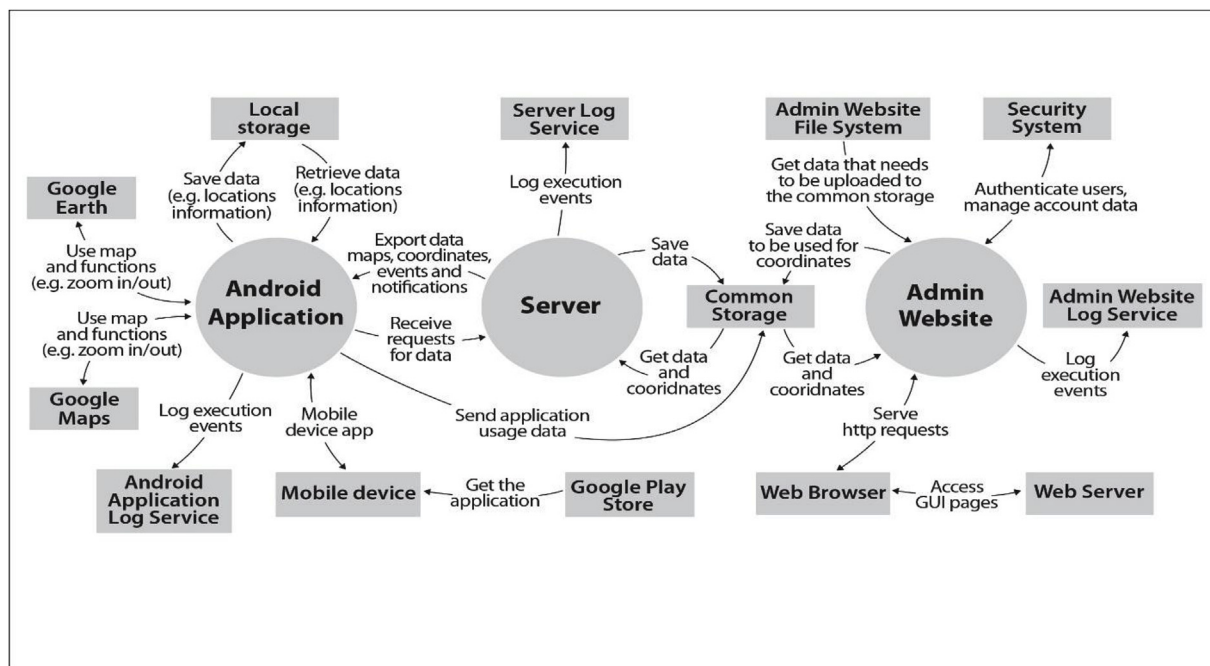 Local
storage
Server Log
Service
Admin Website
File System
Security
System
Google
Earth
Save data
(e.g. locations
information)
Retrieve data
(e.g. locations
information)
Log execution
events
Get data that needs
to be uploaded to
the common storage
Authenticate users,
manage account data
Use map
and functions
(e.g. zoom in/out)
Export data
maps, coordinates,
events and
notifications
Save
data
Save data
to be used for
coordinates
Android
Application
Server
Common
Storage
Admin
Website
Admin Website
Log Service
Use map
and functions
(e.g. zoom in/out)
Receive
requests
for data
Get data
and
cooridnates
Get data
and
cooridnates
Log
execution
events
Google
Maps
Log execution
events
Mobile
device app
Send application
usage data
Serve
http requests
Android
Application
Log Service
Mobile device
Get the
application
Google Play
Store
Web Browser
Access
GUI pages
Web Server